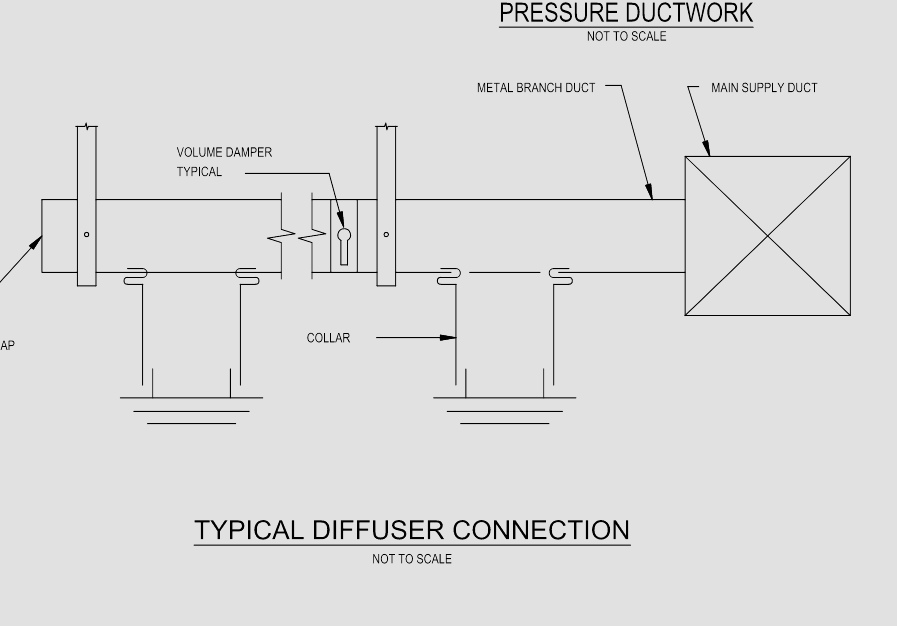 PRESSURE DUCTWORK
NOT TO SCALE
METAL BRANCH DUCT
MAIN SUPPLY DUCT
VOLUME DAMPER
TYPICAL
COLLAR
AP
TYPICAL DIFFUSER CONNECTION
NOT TO SCALE